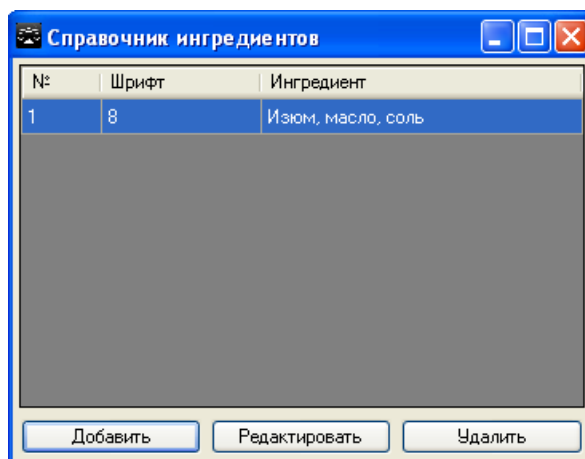 Справочник ингредиентов
№ Шрифт Ингредиент
1 8 Изюм, масло, соль
Добавить Редактировать Удалить